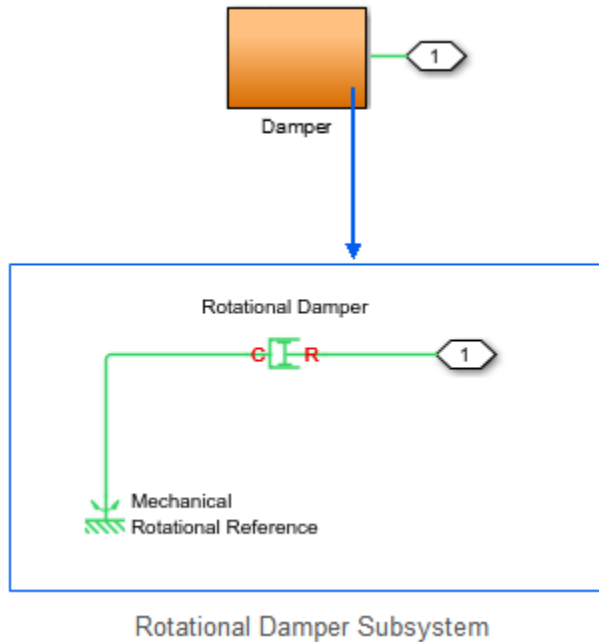 1
Damper
Rotational Damper
C
R
1
Mechanical
Rotational Reference
Rotational Damper Subsystem